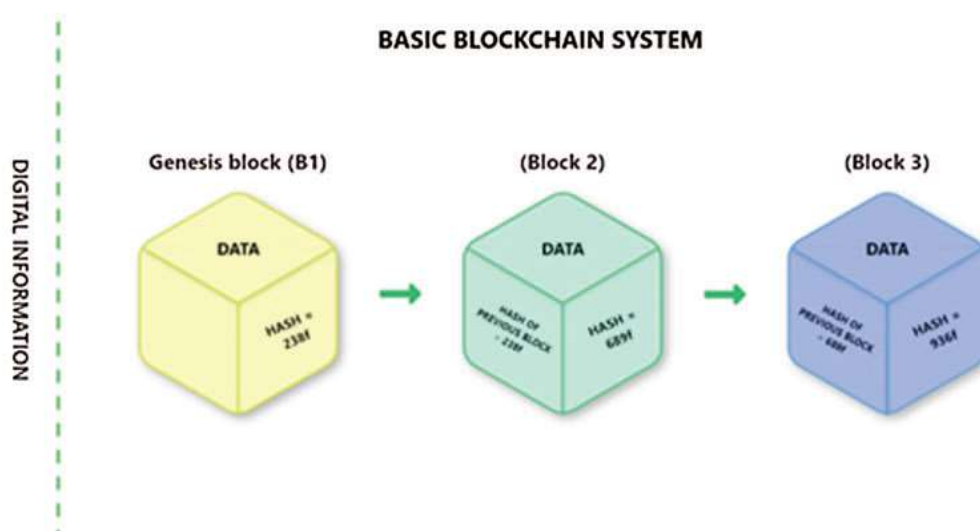 BASIC BLOCKCHAIN SYSTEM
DIGITAL INFORMATION
Genesis block (B1)
DATA
HASH =
238f
(Block 2)
DATA
HASH OF
PREVIOUS BLOCK
- 238f
HASH =
689f
(Block 3)
DATA
HASH OF
PREVIOUS BLOCK
- 689f
HASH =
936f